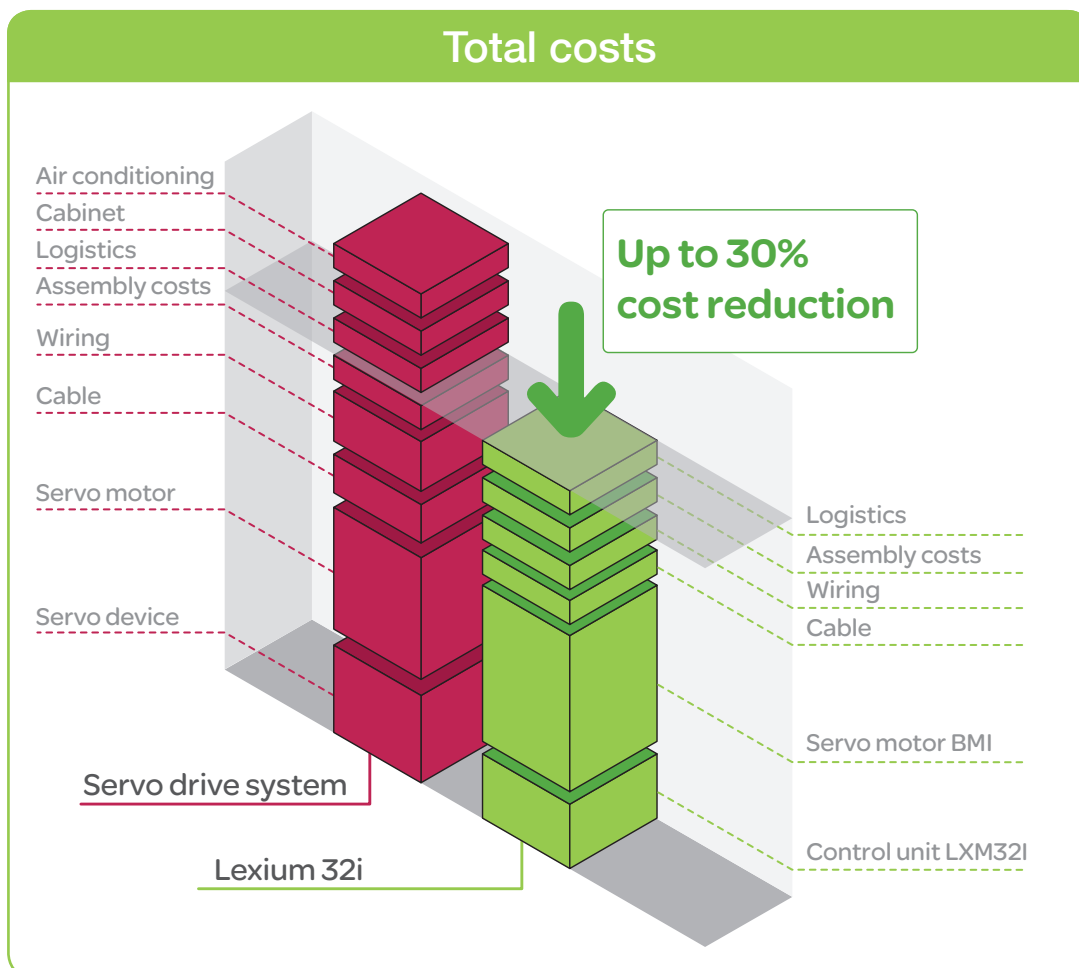 Total costs
Air conditioning
Cabinet
Logistics
Assembly costs
Wiring
Cable
Servo motor
Servo device
Servo drive system
Lexium 32i
Up to 30%
cost reduction
Logistics
Assembly costs
Wiring
Cable
Servo motor BMI
Control unit LXM32I